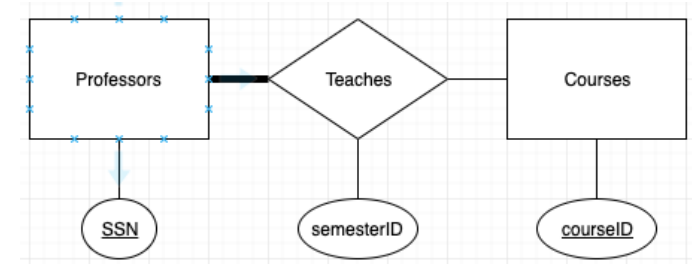 Professors
Teaches
Courses
SSN
semesterID
courseID